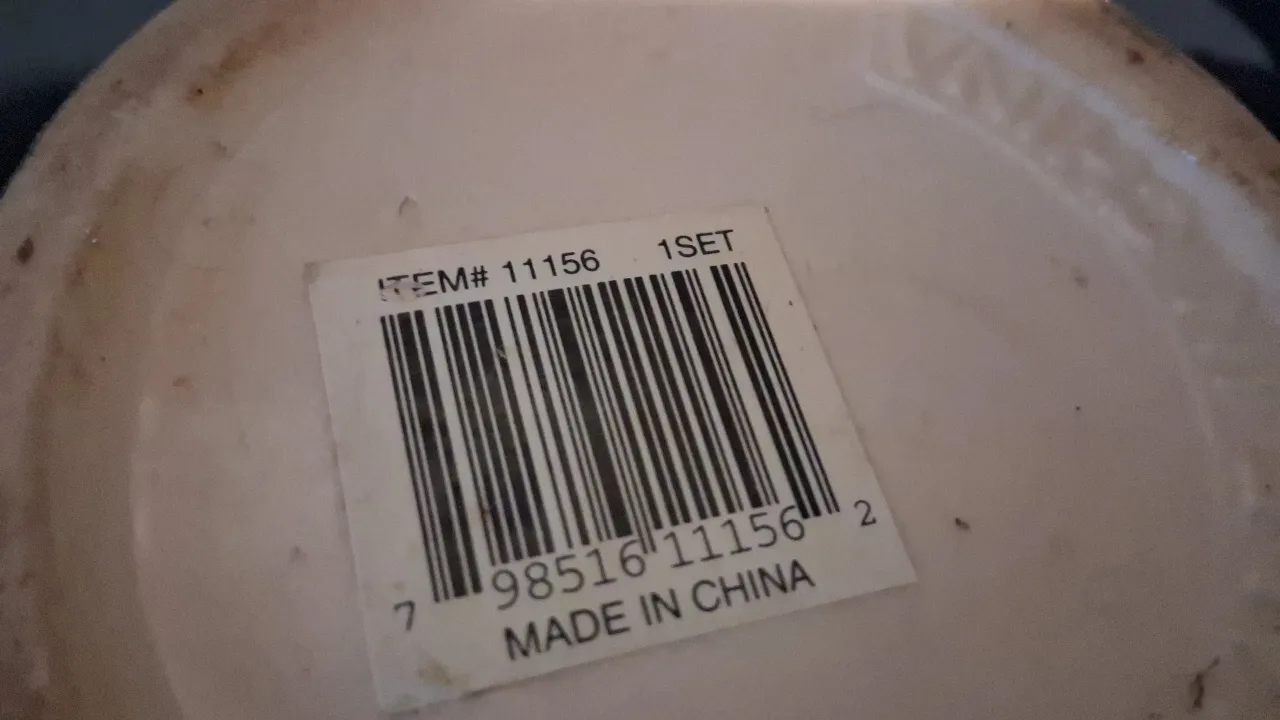 ITEM# 11156 1SET
7 98516 11156 2
MADE IN CHINA